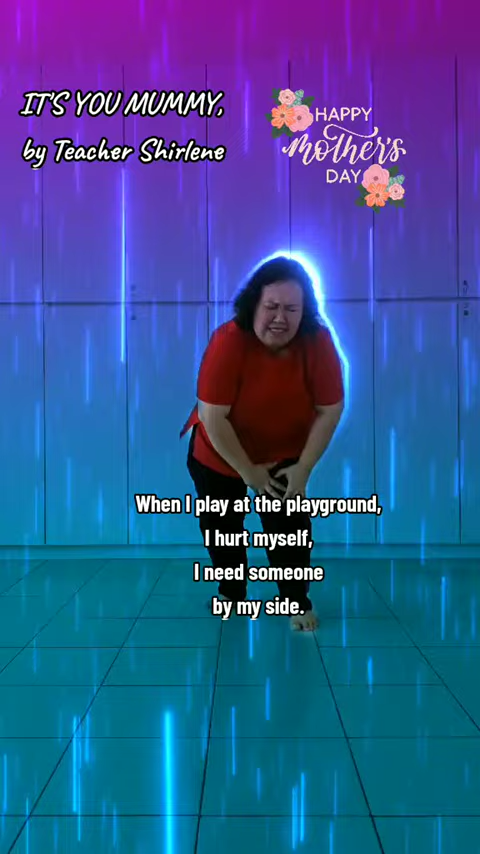 IT'S YOU MUMMY,
by Teacher Shirlene
HAPPY
mother's
DAY
When I play at the playground,
I hurt myself,
I need someone
by my side.